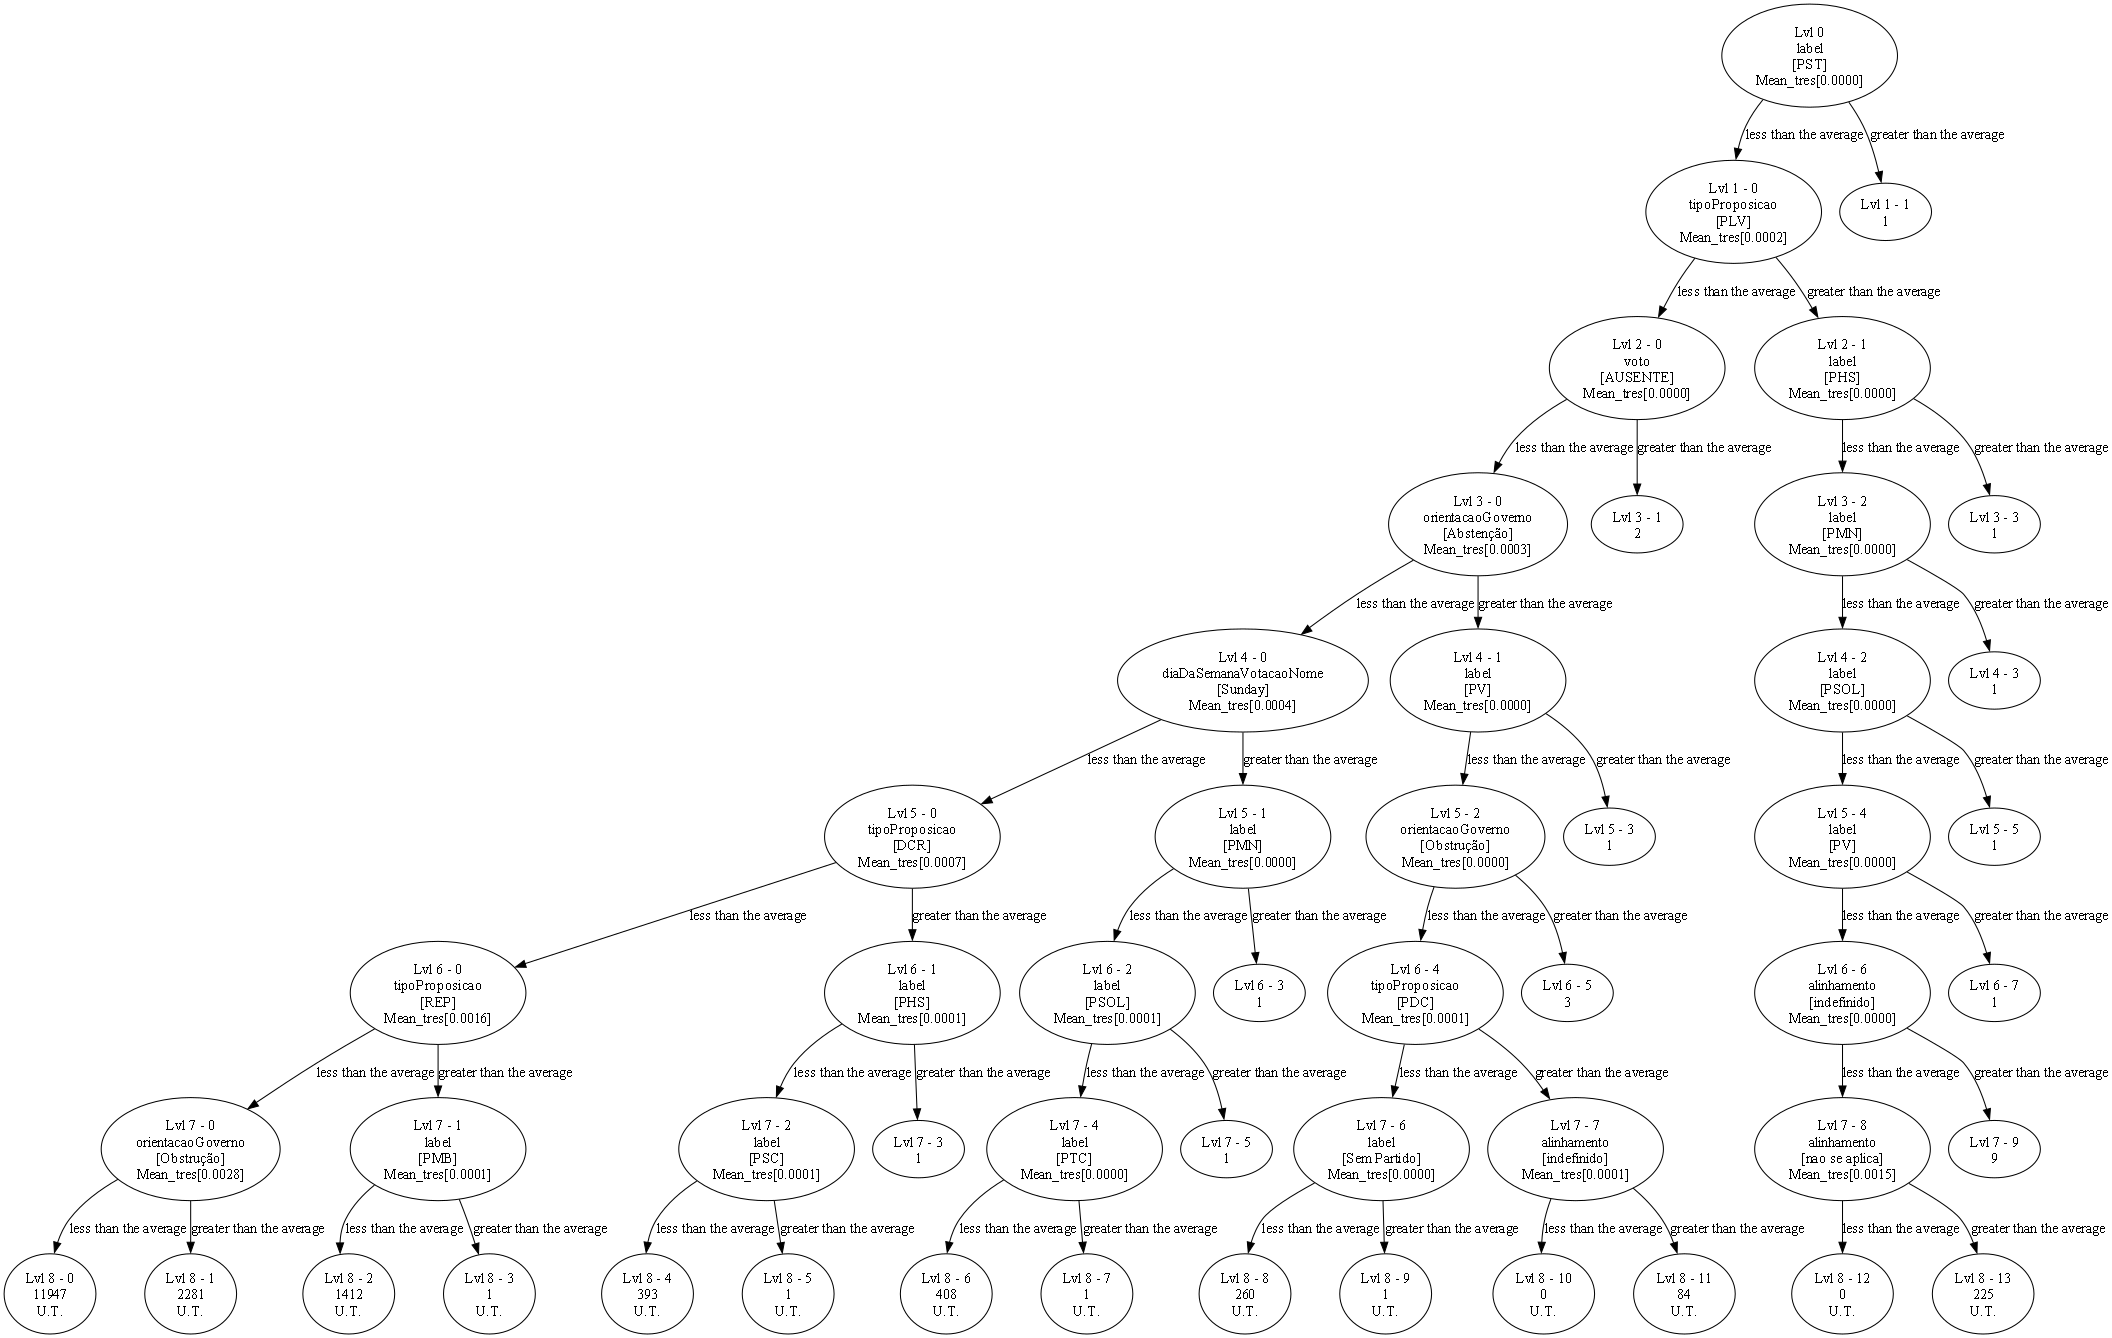 Lvl 0
label
[PST]
Mean_tres[0.0000]
less than the average
greater than the average
Lvl 1 - 0
tipoProposicao
[PLV]
Mean_tres[0.0002]
Lvl 1 - 1
1
less than the average
greater than the average
Lvl 2 - 0
voto
[AUSENTE]
Mean_tres[0.0000]
Lvl 2 - 1
label
[PHS]
Mean_tres[0.0000]
less than the average
greater than the average
less than the average
greater than the average
Lvl 3 - 0
orientacaoGoverno
[Abstenção]
Mean_tres[0.0003]
Lvl 3 - 1
2
Lvl 3 - 2
label
[PMN]
Mean_tres[0.0000]
Lvl 3 - 3
1
less than the average
greater than the average
less than the average
greater than the average
Lvl 4 - 0
diaDaSemanaVotacaoNome
[Sunday]
Mean_tres[0.0004]
Lvl 4 - 1
label
[PV]
Mean_tres[0.0000]
Lvl 4 - 2
label
[PSOL]
Mean_tres[0.0000]
Lvl 4 - 3
1
less than the average
greater than the average
less than the average
greater than the average
less than the average
greater than the average
Lvl 5 - 0
tipoProposicao
[DCR]
Mean_tres[0.0007]
Lvl 5 - 1
label
[PMN]
Mean_tres[0.0000]
Lvl 5 - 2
orientacaoGoverno
[Obstrução]
Mean_tres[0.0000]
Lvl 5 - 3
1
Lvl 5 - 4
label
[PV]
Mean_tres[0.0000]
Lvl 5 - 5
1
less than the average
greater than the average
less than the average
greater than the average
less than the average
greater than the average
less than the average
greater than the average
Lvl 6 - 0
tipoProposicao
[REP]
Mean_tres[0.0016]
Lvl 6 - 1
label
[PHS]
Mean_tres[0.0001]
Lvl 6 - 2
label
[PSOL]
Mean_tres[0.0001]
Lvl 6 - 3
1
Lvl 6 - 4
tipoProposicao
[PDC]
Mean_tres[0.0001]
Lvl 6 - 5
3
Lvl 6 - 6
alinhamento
[indefinido]
Mean_tres[0.0000]
Lvl 6 - 7
1
less than the average
greater than the average
less than the average
greater than the average
less than the average
greater than the average
less than the average
greater than the average
less than the average
greater than the average
Lvl 7 - 0
orientacaoGoverno
[Obstrução]
Mean_tres[0.0028]
Lvl 7 - 1
label
[PMB]
Mean_tres[0.0001]
Lvl 7 - 2
label
[PSC]
Mean_tres[0.0001]
Lvl 7 - 3
1
Lvl 7 - 4
label
[PTC]
Mean_tres[0.0000]
Lvl 7 - 5
1
Lvl 7 - 6
label
[Sem Partido]
Mean_tres[0.0000]
Lvl 7 - 7
alinhamento
[indefinido]
Mean_tres[0.0001]
Lvl 7 - 8
alinhamento
[nao se aplica]
Mean_tres[0.0015]
Lvl 7 - 9
9
less than the average
greater than the average
less than the average
greater than the average
less than the average
greater than the average
less than the average
greater than the average
less than the average
greater than the average
less than the average
greater than the average
less than the average
greater than the average
Lvl 8 - 0
11947
U.T.
Lvl 8 - 1
2281
U.T.
Lvl 8 - 2
1412
U.T.
Lvl 8 - 3
1
U.T.
Lvl 8 - 4
393
U.T.
Lvl 8 - 5
1
U.T.
Lvl 8 - 6
408
U.T.
Lvl 8 - 7
1
U.T.
Lvl 8 - 8
260
U.T.
Lvl 8 - 9
1
U.T.
Lvl 8 - 10
0
U.T.
Lvl 8 - 11
84
U.T.
Lvl 8 - 12
0
U.T.
Lvl 8 - 13
225
U.T.